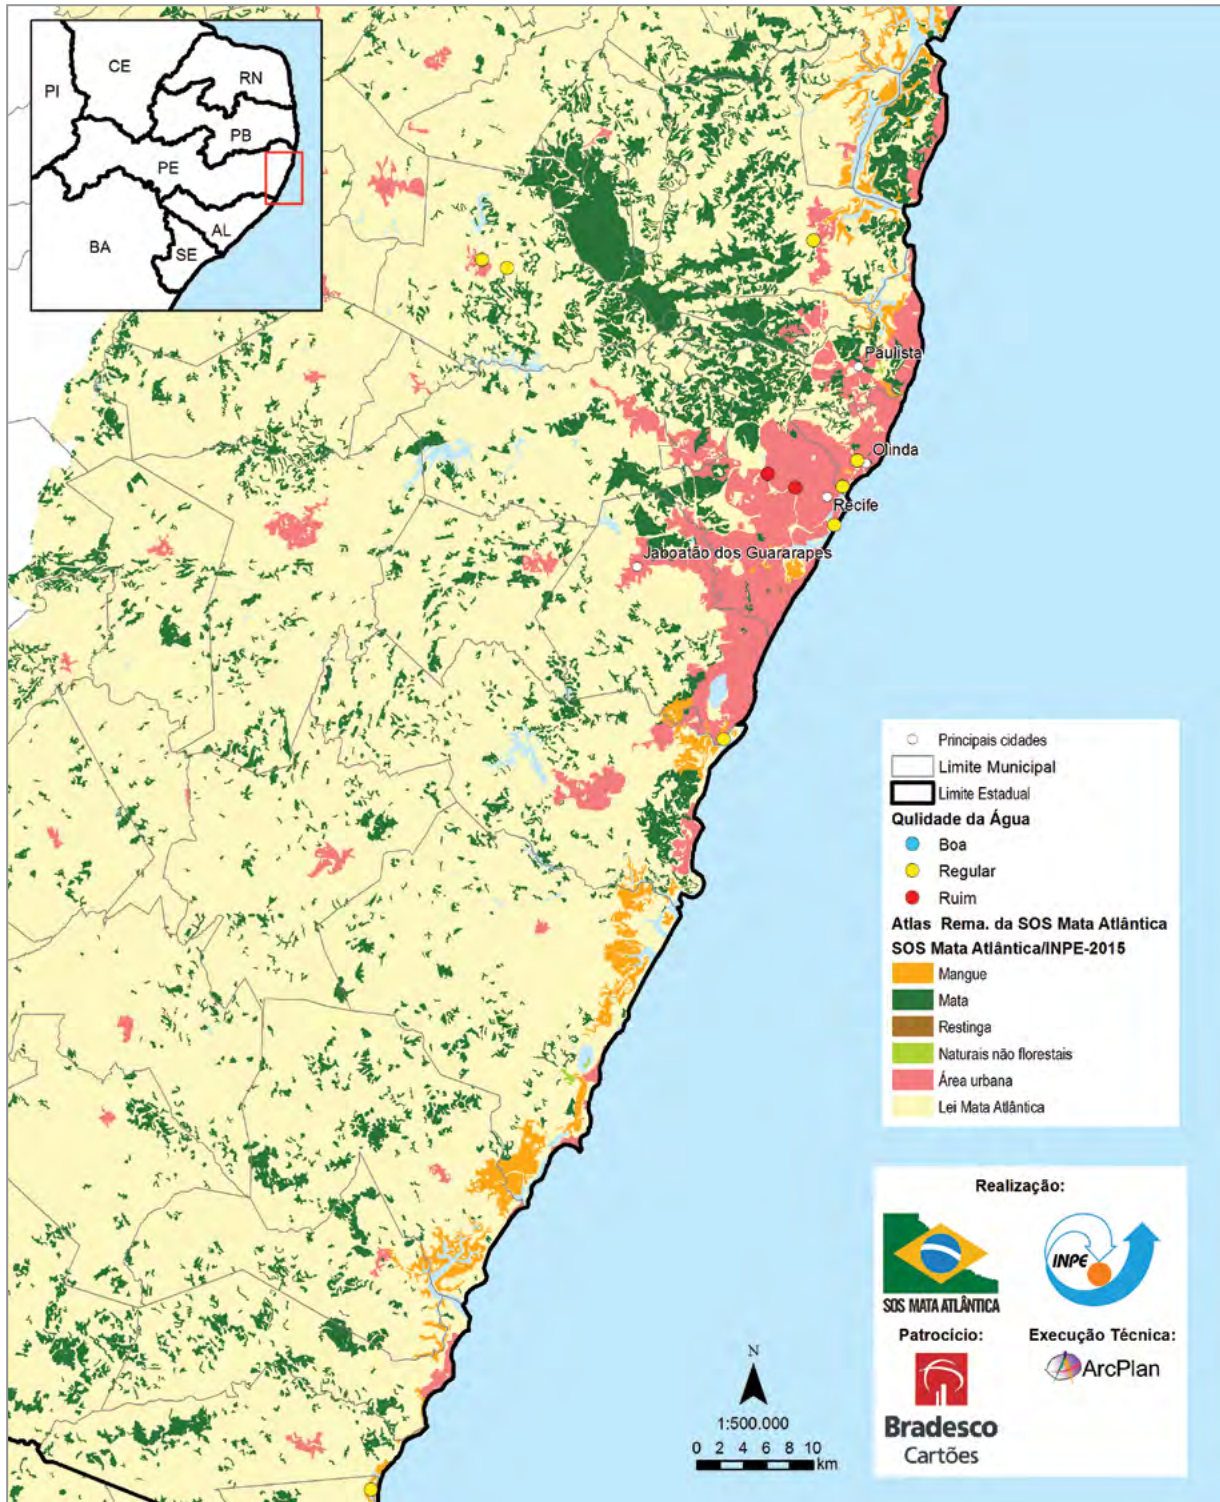 CE
RN
PI
PB
PE
AL
BA
SE
Paulista
Olinda
Recife
Jaboatão dos Guararapes
Principais cidades
Limite Municipal
Limite Estadual
Qulidade da Água
Boa
Regular
Ruim
Atlas Rema. da SOS Mata Atlântica
SOS Mata Atlântica/INPE-2015
Mangue
Mata
Restinga
Naturais não florestais
Área urbana
Lei Mata Atlântica
Realização:
INPE
SOS MATA ATLÂNTICA
Patrocício:
Execução Técnica:
ArcPlan
Bradesco
Cartões
N
1:500.000
0 2 4 6 8 10
km